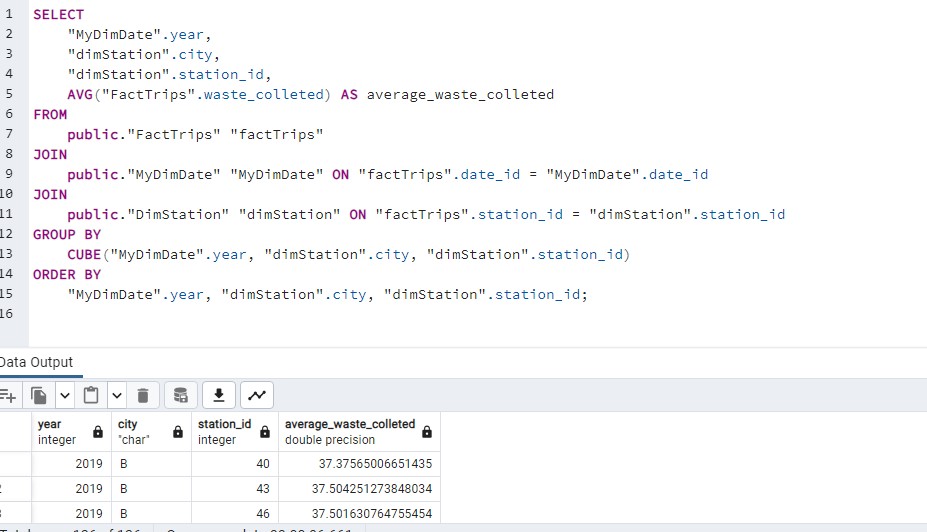 1 SELECT
2 "MyDimDate".year,
3 "dimStation".city,
4 "dimStation".station_id,
5 AVG("FactTrips".waste_colleted) AS average_waste_colleted
6 FROM
7 public."FactTrips" "factTrips"
8 JOIN
9 public."MyDimDate" "MyDimDate" ON "factTrips".date_id = "MyDimDate".date_id
10 JOIN
11 public."DimStation" "dimStation" ON "factTrips".station_id = "dimStation".station_id
12 GROUP BY
13 CUBE("MyDimDate".year, "dimStation".city, "dimStation".station_id)
14 ORDER BY
15 "MyDimDate".year, "dimStation".city, "dimStation".station_id;
16
Data Output
year city station_id average_waste_colleted
integer "char" integer double precision
2019 B 40 37.37565006651435
2 2019 B 43 37.504251273848034
3 2019 B 46 37.501630764755454